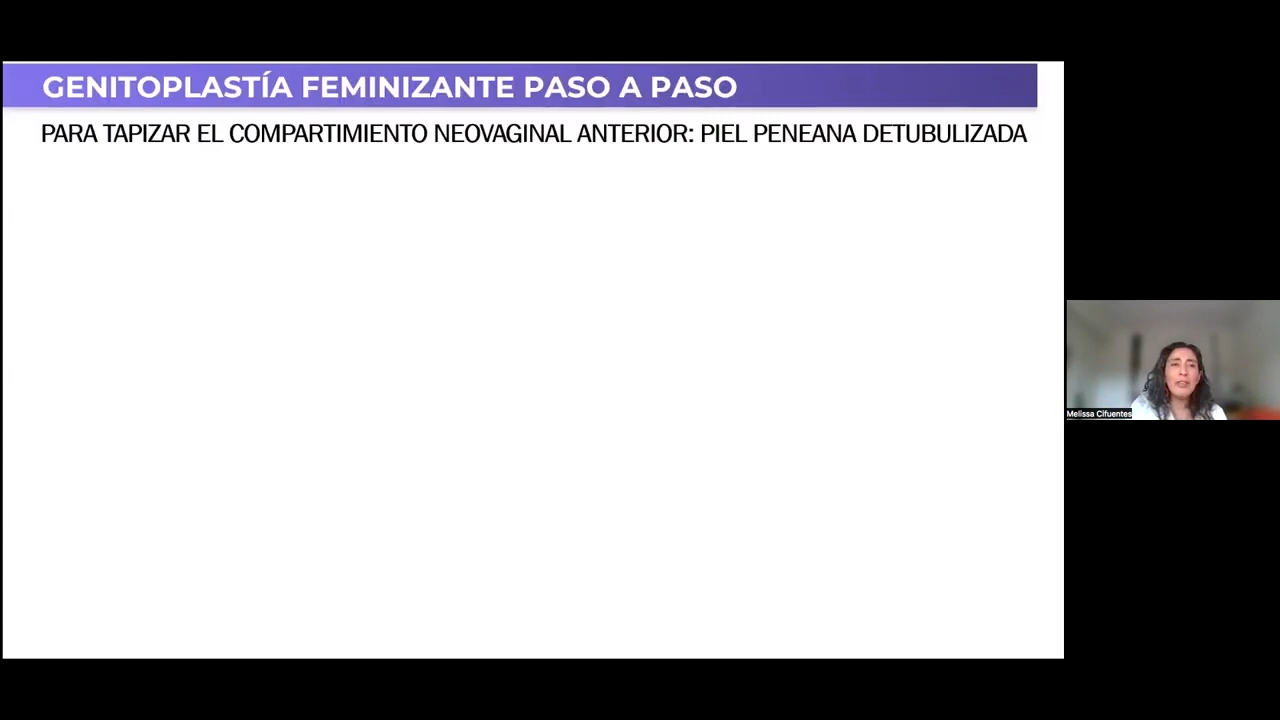 GENITOPLASTÍA FEMINIZANTE PASO A PASO
PARA TAPIZAR EL COMPARTIMIENTO NEOVAGINAL ANTERIOR: PIEL PENEANA DETUBULIZADA
Melissa Cifuentes